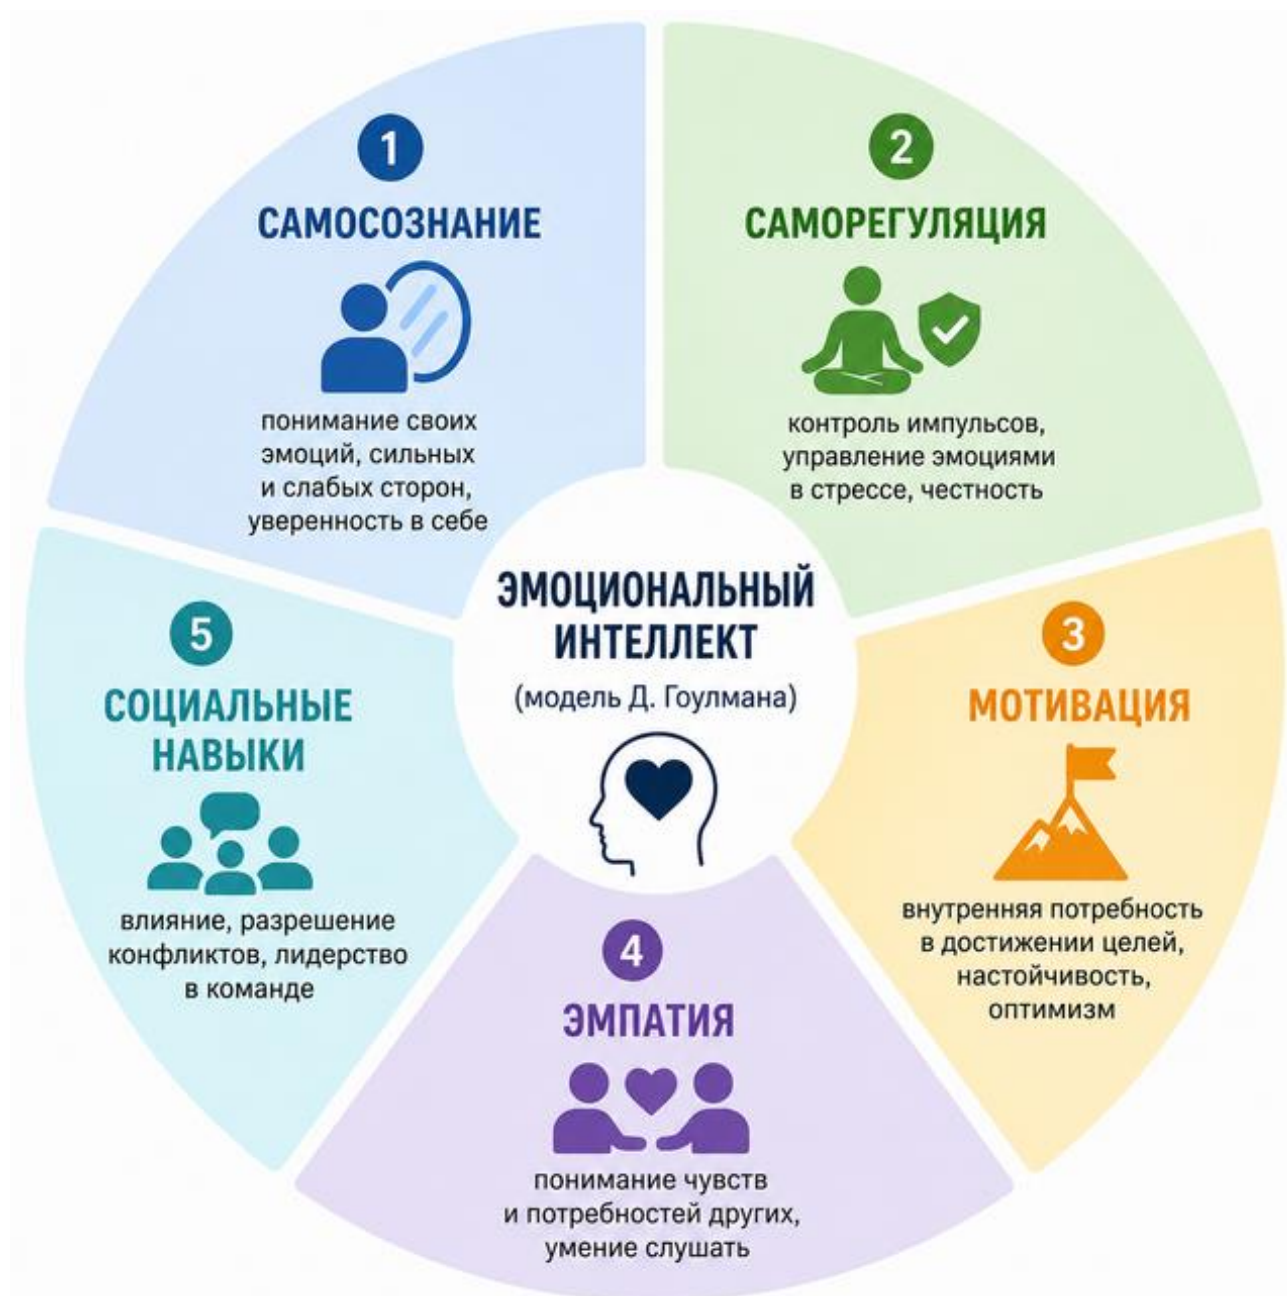 ЭМОЦИОНАЛЬНЫЙ
ИНТЕЛЛЕКТ
(модель Д. Гоулмана)
1
САМОСОЗНАНИЕ
понимание своих
эмоций, сильных
и слабых сторон,
уверенность в себе
2
САМОРЕГУЛЯЦИЯ
контроль импульсов,
управление эмоциями
в стрессе, честность
3
МОТИВАЦИЯ
внутренняя потребность
в достижении целей,
настойчивость,
оптимизм
4
ЭМПАТИЯ
понимание чувств
и потребностей других,
умение слушать
5
СОЦИАЛЬНЫЕ
НАВЫКИ
влияние, разрешение
конфликтов, лидерство
в команде